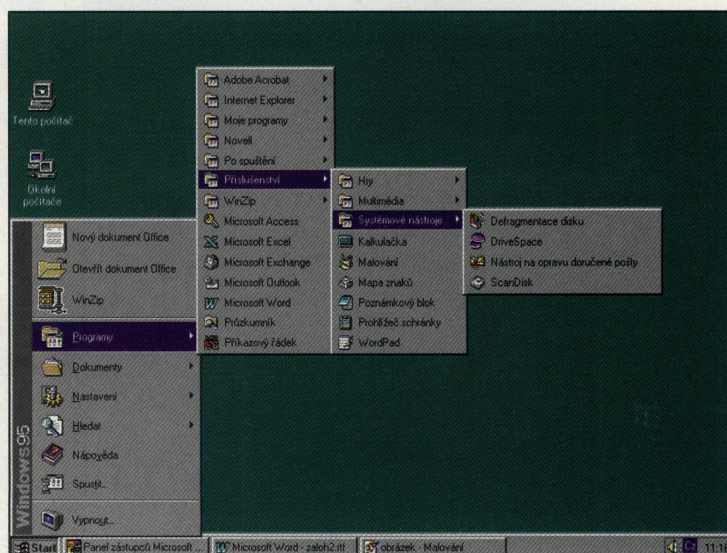 Tento počítač
Okolní
počítače
Nový dokument Office
Otevřít dokument Office
WinZip
Programy
Dokumenty
Nastavení
Hledat
Nápověda
Spustit...
Vypnout...
Windows95
Adobe Acrobat
Internet Explorer
Moje programy
Novell
Po spuštění
Příslušenství
WinZip
Microsoft Access
Microsoft Excel
Microsoft Exchange
Microsoft Outlook
Microsoft Word
Průzkumník
Příkazový řádek
Hry
Multimédia
Systémové nástroje
Kalkulačka
Malování
Mapa znaků
Poznámkový blok
Prohlížeč schránky
WordPad
Defragmentace disku
DriveSpace
Nástroj na opravu doručené pošty
ScanDisk
Start
Panel zástupců Microsoft ...
Microsoft Word - zaloh2.rtf
obrázek - Malování